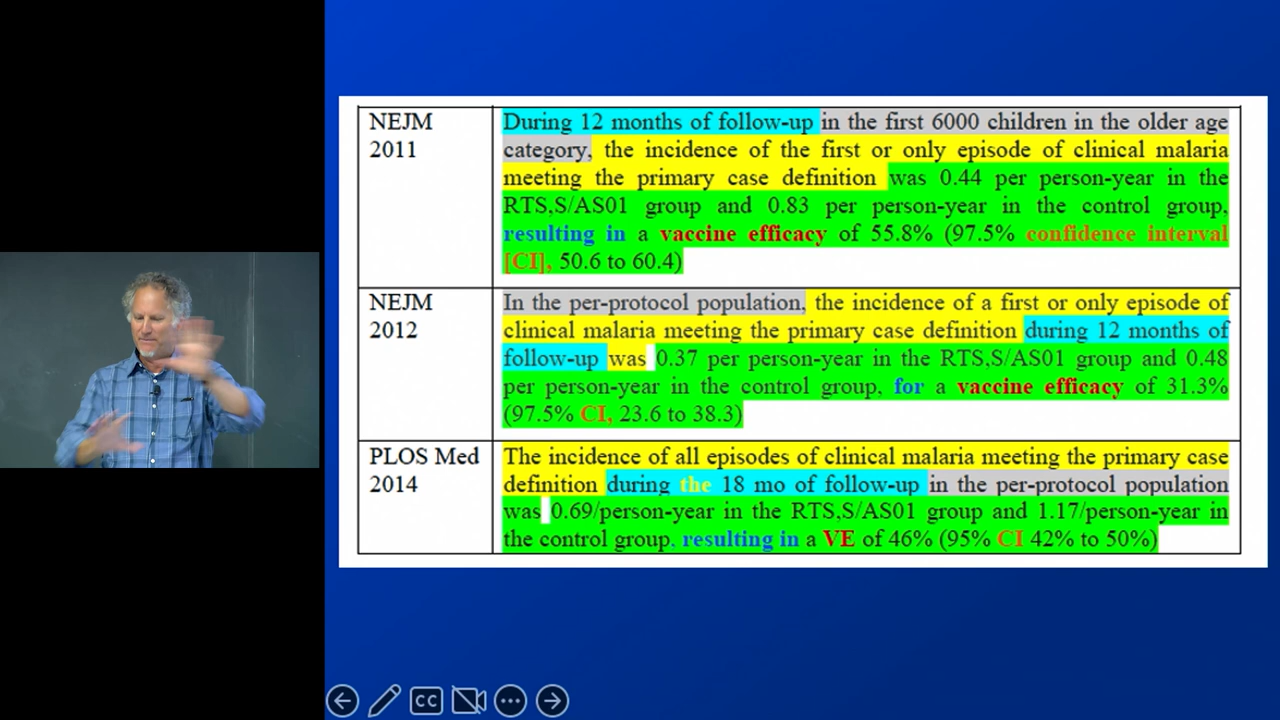 NEJM
2011
During 12 months of follow-up in the first 6000 children in the older age
category, the incidence of the first or only episode of clinical malaria
meeting the primary case definition was 0.44 per person-year in the
RTS,S/AS01 group and 0.83 per person-year in the control group,
resulting in a vaccine efficacy of 55.8% (97.5% confidence interval
[CI], 50.6 to 60.4)
NEJM
2012
In the per-protocol population, the incidence of a first or only episode of
clinical malaria meeting the primary case definition during 12 months of
follow-up was 0.37 per person-year in the RTS,S/AS01 group and 0.48
per person-year in the control group, for a vaccine efficacy of 31.3%
(97.5% CI, 23.6 to 38.3)
PLOS Med
2014
The incidence of all episodes of clinical malaria meeting the primary case
definition during the 18 mo of follow-up in the per-protocol population
was 0.69/person-year in the RTS,S/AS01 group and 1.17/person-year in
the control group, resulting in a VE of 46% (95% CI 42% to 50%)
CC